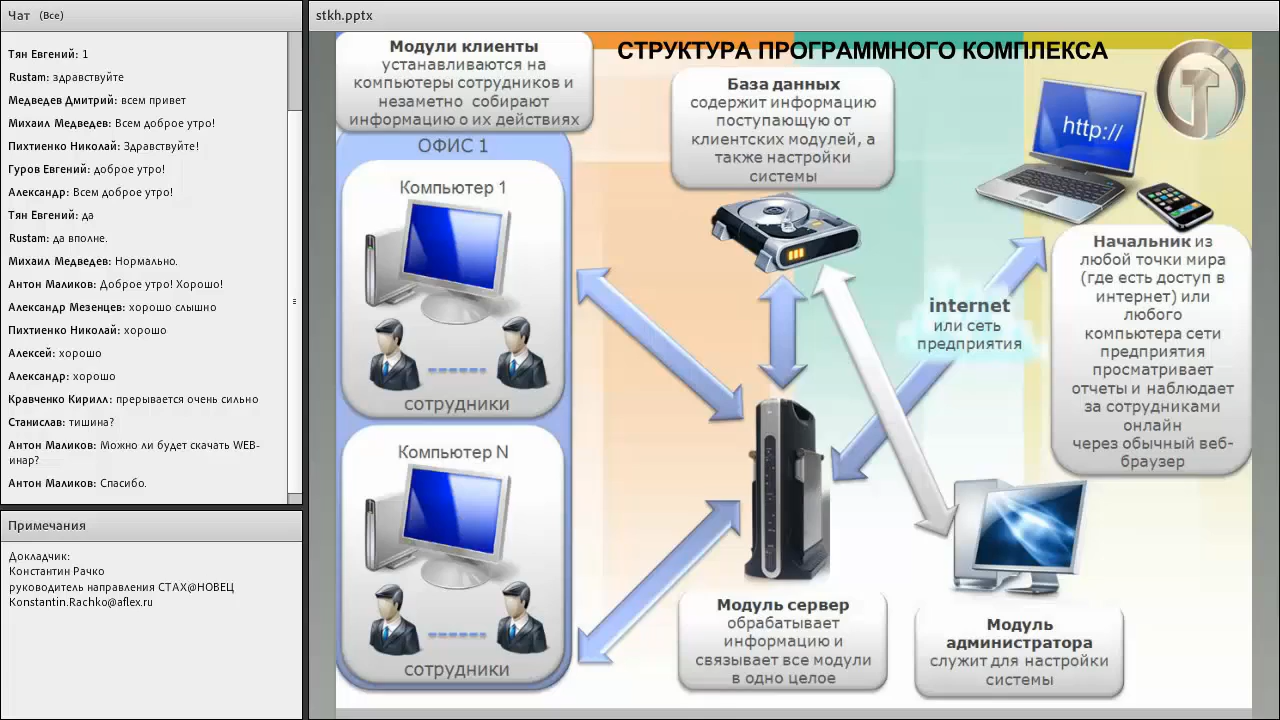 Чат (Все)
Тян Евгений: 1
Rustam: здравствуйте
Медведев Дмитрий: всем привет
Михаил Медведев: Всем доброе утро!
Пихтиенко Николай: Здравствуйте!
Гуров Евгений: доброе утро!
Александр: Всем доброе утро!
Тян Евгений: да
Rustam: да впохне.
Михаил Медведев: Нормально.
Антон Маликов: Доброе утро! Хорошо!
Александр Мезенцев: хорошо слышно
Пихтиенко Николай: хорошо
Алексей: хорошо
Александр: хорошо
Кравченко Кирилл: прерывается очень сильно
Станислав: тишина?
Антон Маликов: Можно ли будет скачать WEB-
инар?
Антон Маликов: Спасибо.
Примечания
Докладчик:
Константин Рачко
руководитель направления СТАХ@НОВЕЦ
Konstantin.Rachko@aflex.ru
stkh.pptx
СТРУКТУРА ПРОГРАММНОГО КОМПЛЕКСА
Модули клиенты
устанавливаются на
компьютеры сотрудников и
незаметно собирают
информацию о их действиях
ОФИС 1
Компьютер 1
сотрудники
Компьютер N
сотрудники
База данных
содержит информацию
поступающую от
клиентских модулей, а
также настройки
системы
Модуль сервер
обрабатывает
информацию и
связывает все модули
в одно целое
internet
или сеть
предприятия
Модуль
администратора
служит для настройки
системы
http://
Начальник из
любой точки мира
(где есть доступ в
интернет) или
любого
компьютера сети
предприятия
просматривает
отчеты и наблюдает
за сотрудниками
онлайн
через обычный веб-
браузер